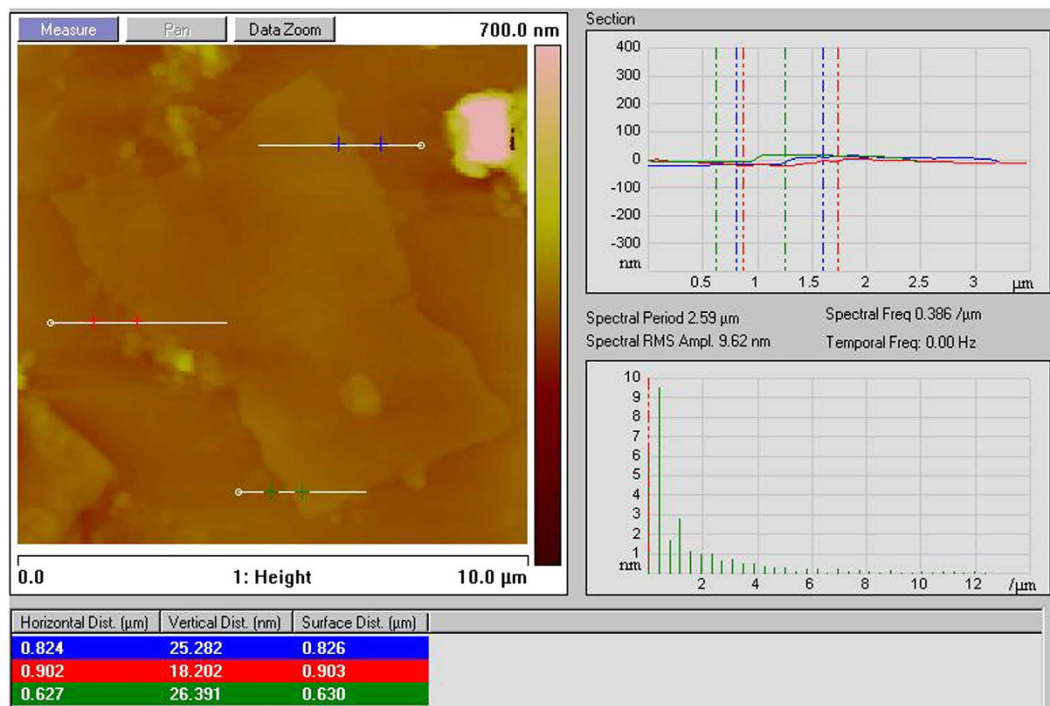 Measure Pan Data Zoom 700.0 nm
0.0 1: Height 10.0 µm
Section
400
300
200
100
0
-100
-200
-300
nm
0.5 1 1.5 2 2.5 3 µm
Spectral Period 2.59 µm Spectral Freq 0.386 /µm
Spectral RMS Ampl. 9.62 nm Temporal Freq: 0.00 Hz
10
9
8
7
6
5
4
3
2
1
nm
2 4 6 8 10 12 /µm
Horizontal Dist. (µm) Vertical Dist. (nm) Surface Dist. (µm)
0.824 25.282 0.826
0.902 18.202 0.903
0.627 26.391 0.630